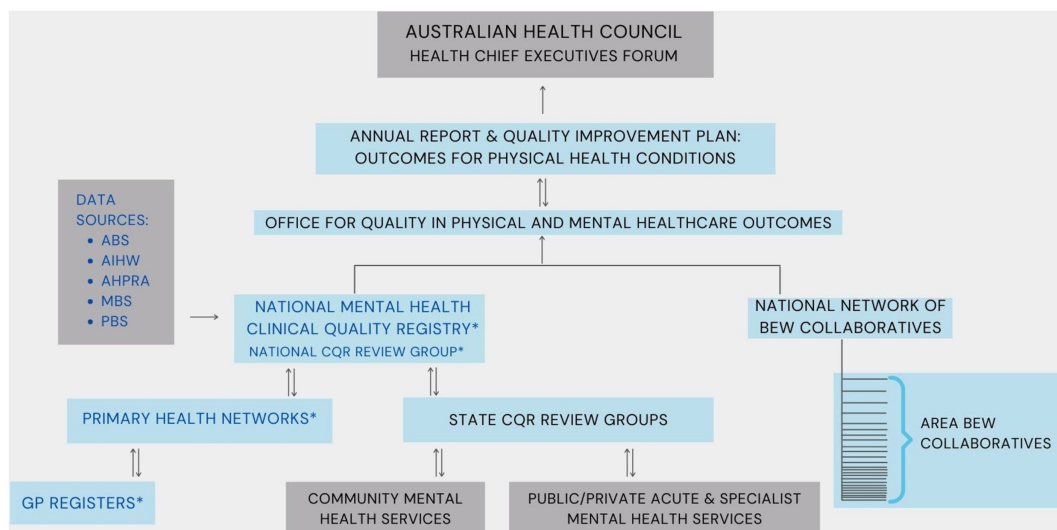 AUSTRALIAN HEALTH COUNCIL
HEALTH CHIEF EXECUTIVES FORUM
ANNUAL REPORT & QUALITY IMPROVEMENT PLAN:
OUTCOMES FOR PHYSICAL HEALTH CONDITIONS
DATA
SOURCES:
• ABS
• AIHW
• AHPRA
• MBS
• PBS
OFFICE FOR QUALITY IN PHYSICAL AND MENTAL HEALTHCARE OUTCOMES
NATIONAL MENTAL HEALTH
CLINICAL QUALITY REGISTRY*
NATIONAL CQR REVIEW GROUP*
NATIONAL NETWORK OF
BEW COLLABORATIVES
PRIMARY HEALTH NETWORKS*
STATE CQR REVIEW GROUPS
AREA BEW
COLLABORATIVES
GP REGISTERS*
COMMUNITY MENTAL
HEALTH SERVICES
PUBLIC/PRIVATE ACUTE & SPECIALIST
MENTAL HEALTH SERVICES